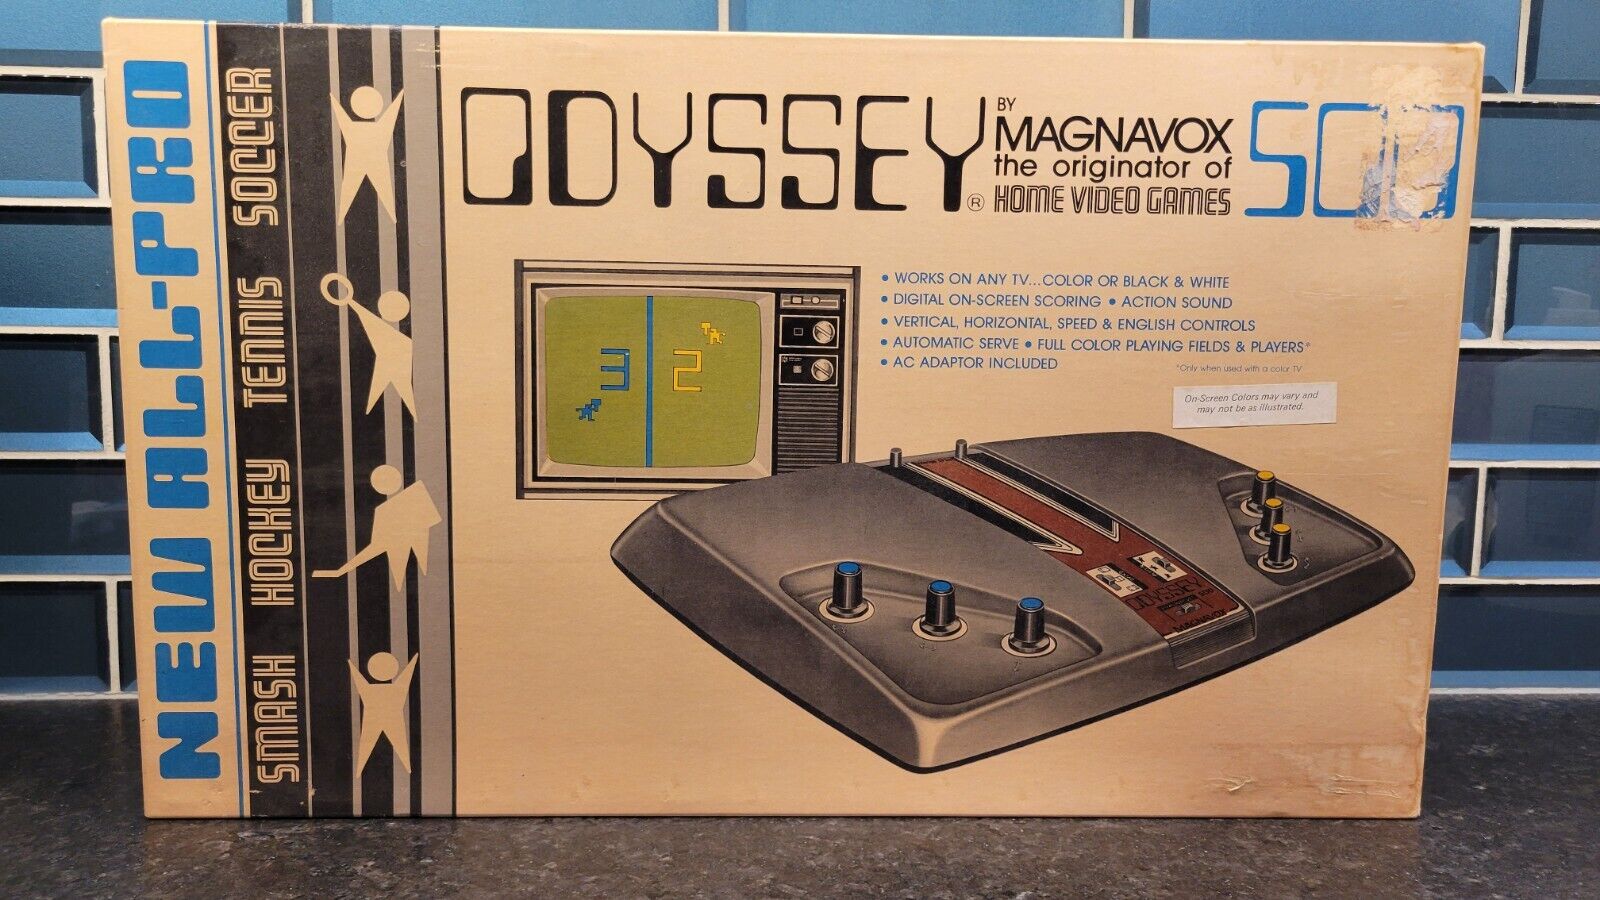 NEW ALL-PRO
SMASH HOCKEY TENNIS SOCCER
ODYSSEY®
BY
MAGNAVOX
the originator of
HOME VIDEO GAMES
500
3 2
• WORKS ON ANY TV...COLOR OR BLACK & WHITE
• DIGITAL ON-SCREEN SCORING • ACTION SOUND
• VERTICAL, HORIZONTAL, SPEED & ENGLISH CONTROLS
• AUTOMATIC SERVE • FULL COLOR PLAYING FIELDS & PLAYERS*
• AC ADAPTOR INCLUDED
*Only when used with a color TV
On-Screen Colors may vary and
may not be as illustrated.
ODYSSEY
500
MAGNAVOX